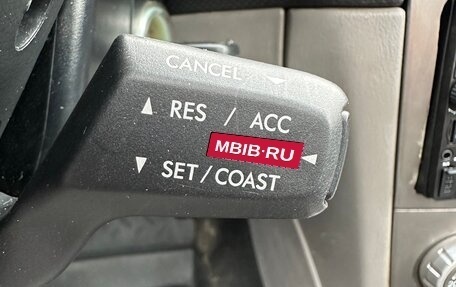 CANCEL
RES / ACC
MBIB·RU
SET / COAST